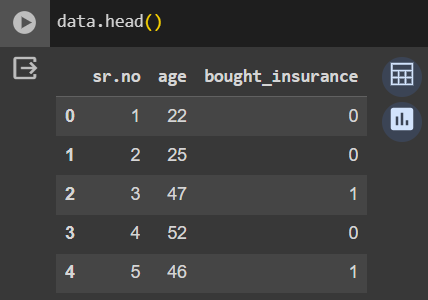 data.head()
sr.no age bought_insurance
0 1 22 0
1 2 25 0
2 3 47 1
3 4 52 0
4 5 46 1